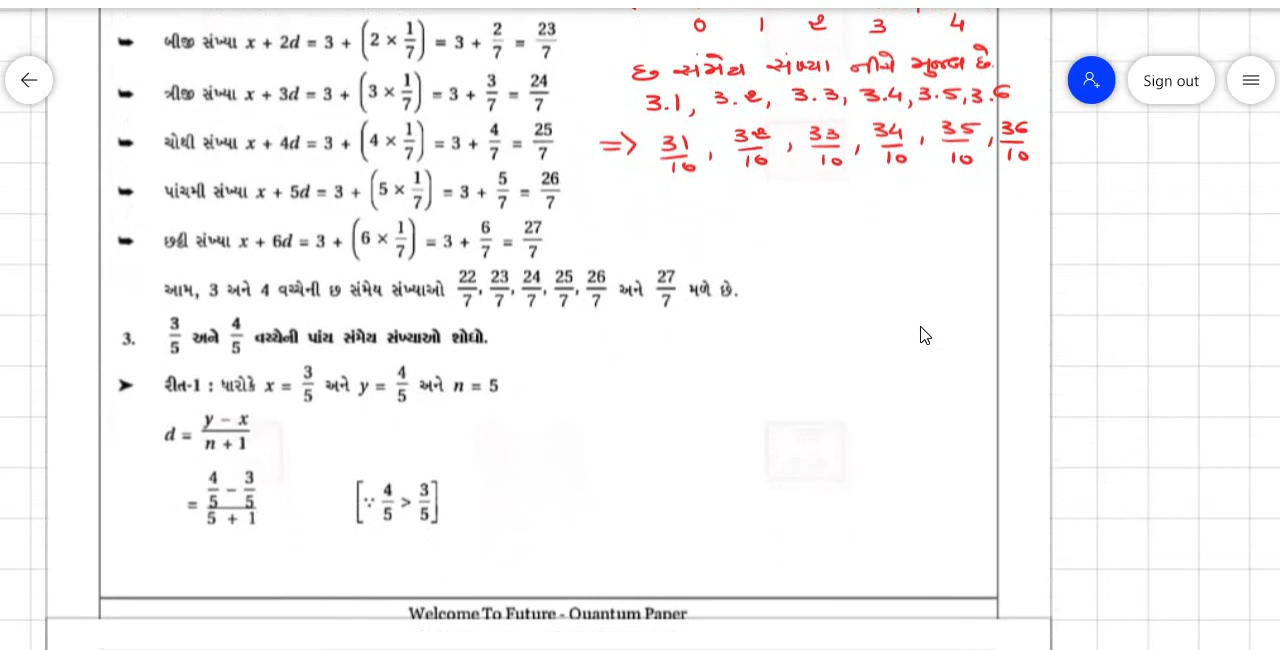 ➥ બીજી સંખ્યા x + 2d = 3 + (2 × 1/7) = 3 + 2/7 = 23/7
➥ ત્રીજી સંખ્યા x + 3d = 3 + (3 × 1/7) = 3 + 3/7 = 24/7
➥ ચોથી સંખ્યા x + 4d = 3 + (4 × 1/7) = 3 + 4/7 = 25/7
➥ પાંચમી સંખ્યા x + 5d = 3 + (5 × 1/7) = 3 + 5/7 = 26/7
➥ છઠ્ઠી સંખ્યા x + 6d = 3 + (6 × 1/7) = 3 + 6/7 = 27/7
આમ, 3 અને 4 વચ્ચેની છ સંમેય સંખ્યાઓ 22/7, 23/7, 24/7, 25/7, 26/7 અને 27/7 મળે છે.
3. 3/5 અને 4/5 વચ્ચેની પાંચ સંમેય સંખ્યાઓ શોધો.
➤ રીત-1 : ધારોકે x = 3/5 અને y = 4/5 અને n = 5
d = (y − x)/(n + 1)
= (4/5 − 3/5)/(5 + 1) [∵ 4/5 > 3/5]
Welcome To Future - Quantum Paper
0 1 ૨ 3 4
છ સંમેય સંખ્યા નીચે મુજબ છે.
3.1, 3.૨, 3.3, 3.4, 3.5, 3.6
=> 31/10, 3૨/10, 33/10, 34/10, 35/10, 36/10
Sign out